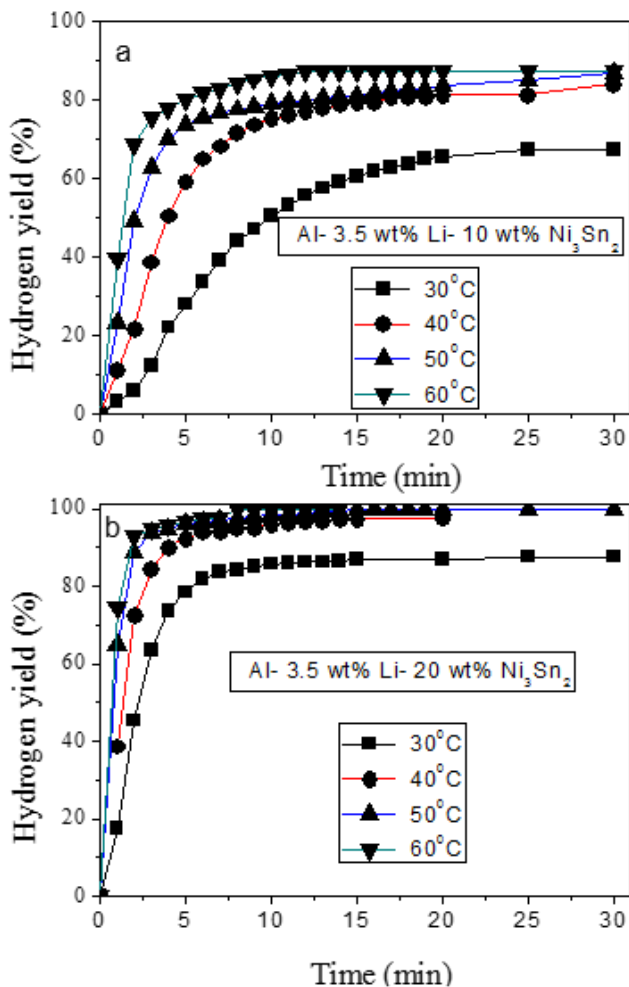 a
Hydrogen yield (%)
100
80
60
40
20
0
Al- 3.5 wt% Li- 10 wt% Ni₃Sn₂
30°C
40°C
50°C
60°C
0 5 10 15 20 25 30
Time (min)
b
Hydrogen yield (%)
100
80
60
40
20
0
Al- 3.5 wt% Li- 20 wt% Ni₃Sn₂
30°C
40°C
50°C
60°C
0 5 10 15 20 25 30
Time (min)